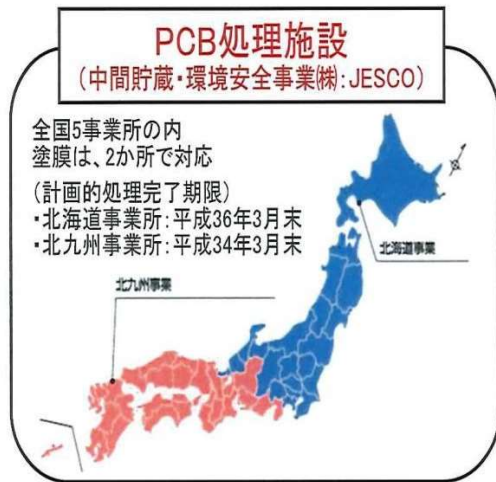 PCB処理施設
(中間貯蔵・環境安全事業㈱:JESCO)
全国5事業所の内
塗膜は、2か所で対応
(計画的処理完了期限)
・北海道事業所:平成36年3月末
・北九州事業所:平成34年3月末
北海道事業
北九州事業